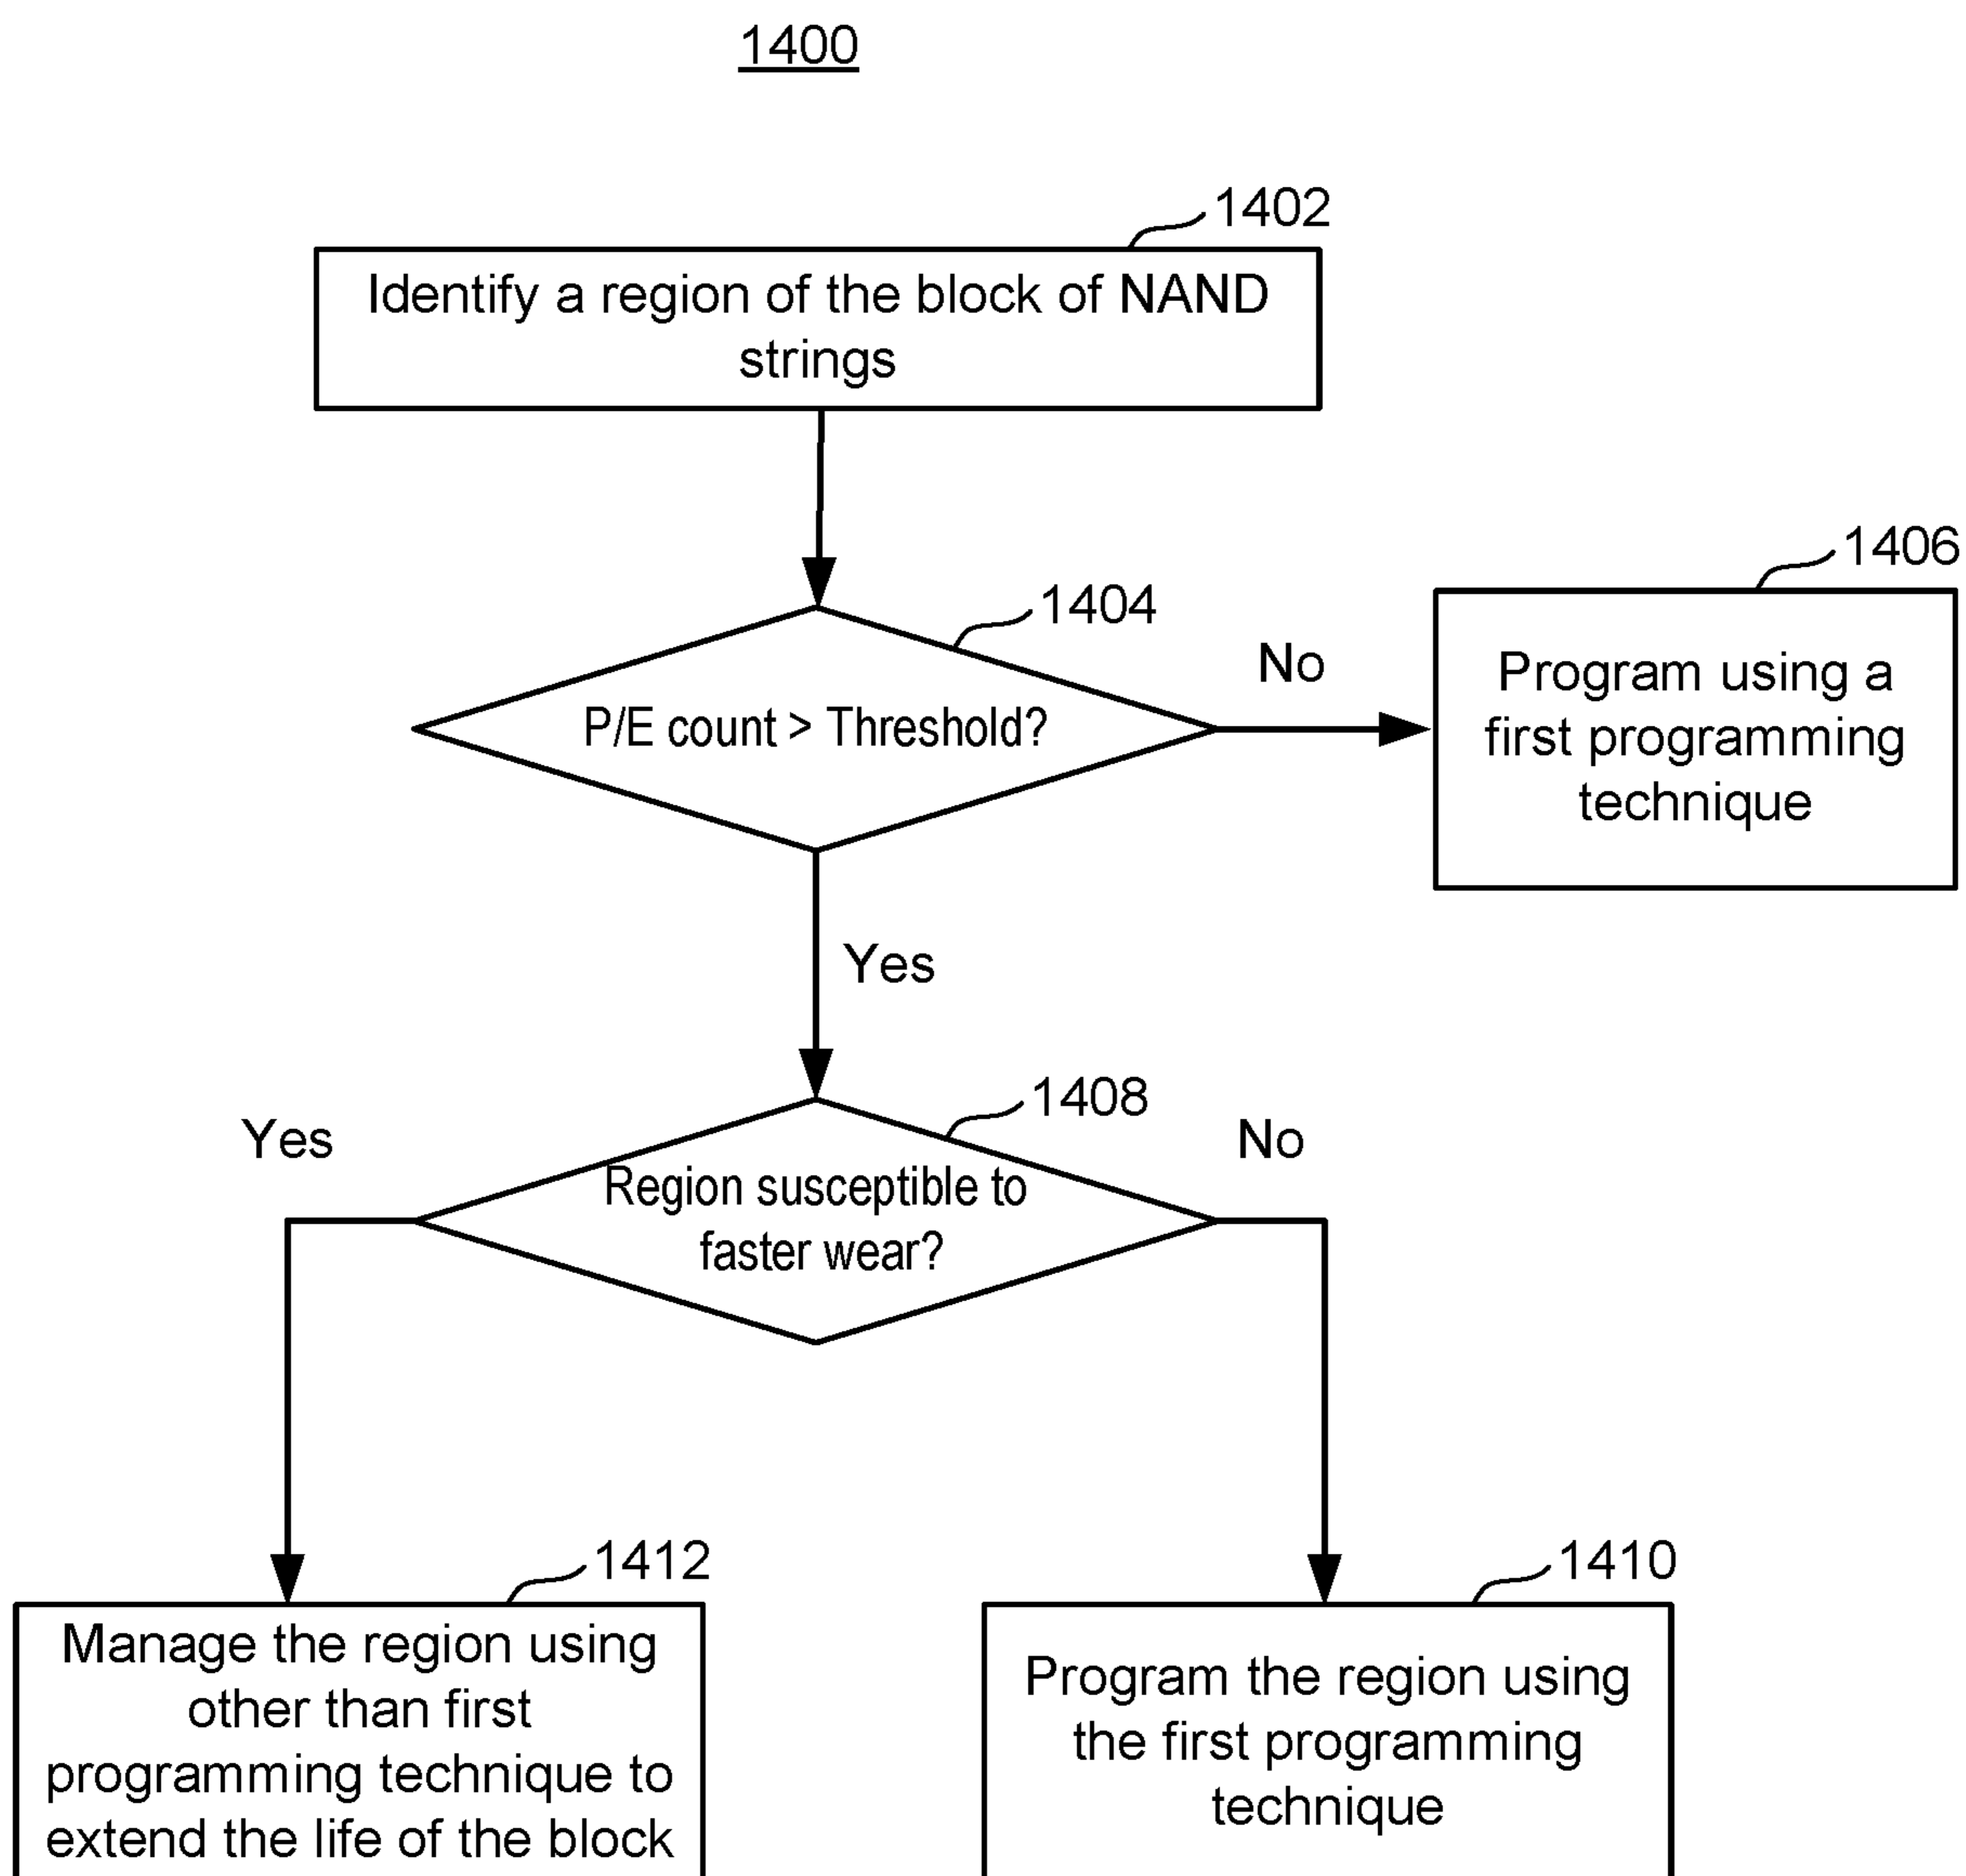 1400
1402
Identify a region of the block of NAND
strings
1404
P/E count > Threshold?
No
1406
Program using a
first programming
technique
Yes
1408
Yes
Region susceptible to
faster wear?
No
1412
Manage the region using
other than first
programming technique to
extend the life of the block
1410
Program the region using
the first programming
technique